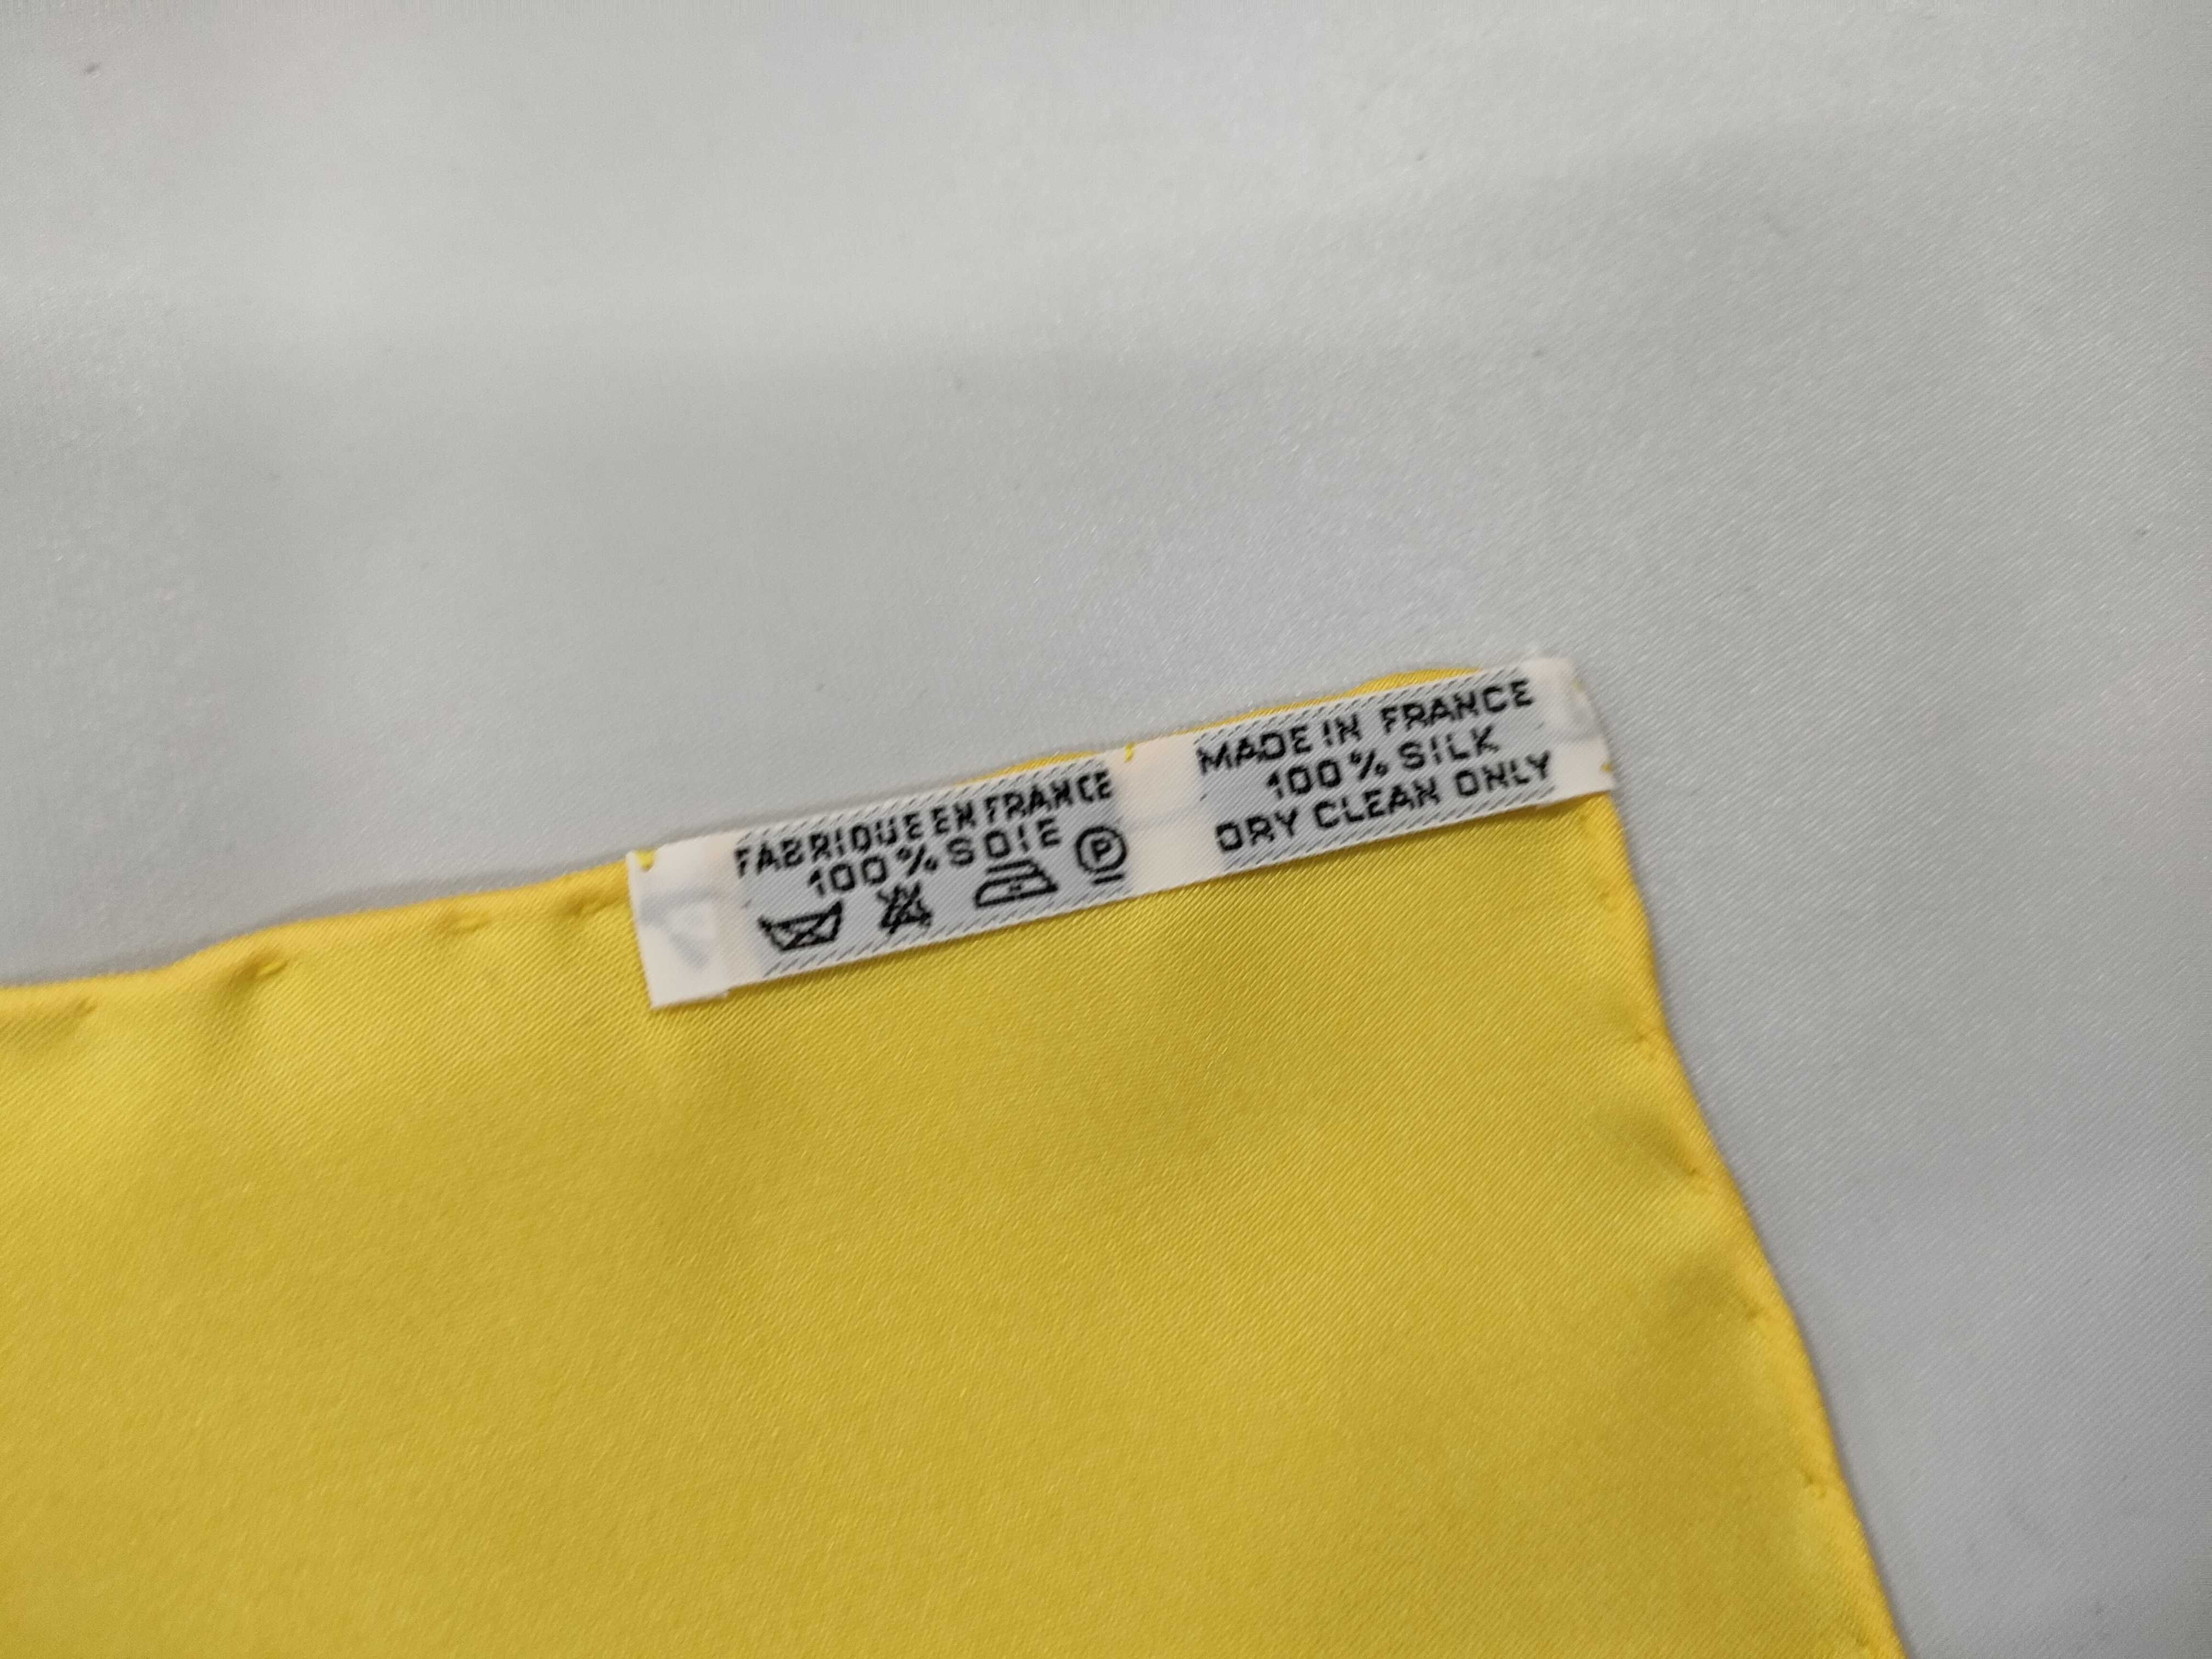 FABRIQUE EN FRANCE
100% SOIE
P
MADE IN FRANCE
100% SILK
DRY CLEAN ONLY